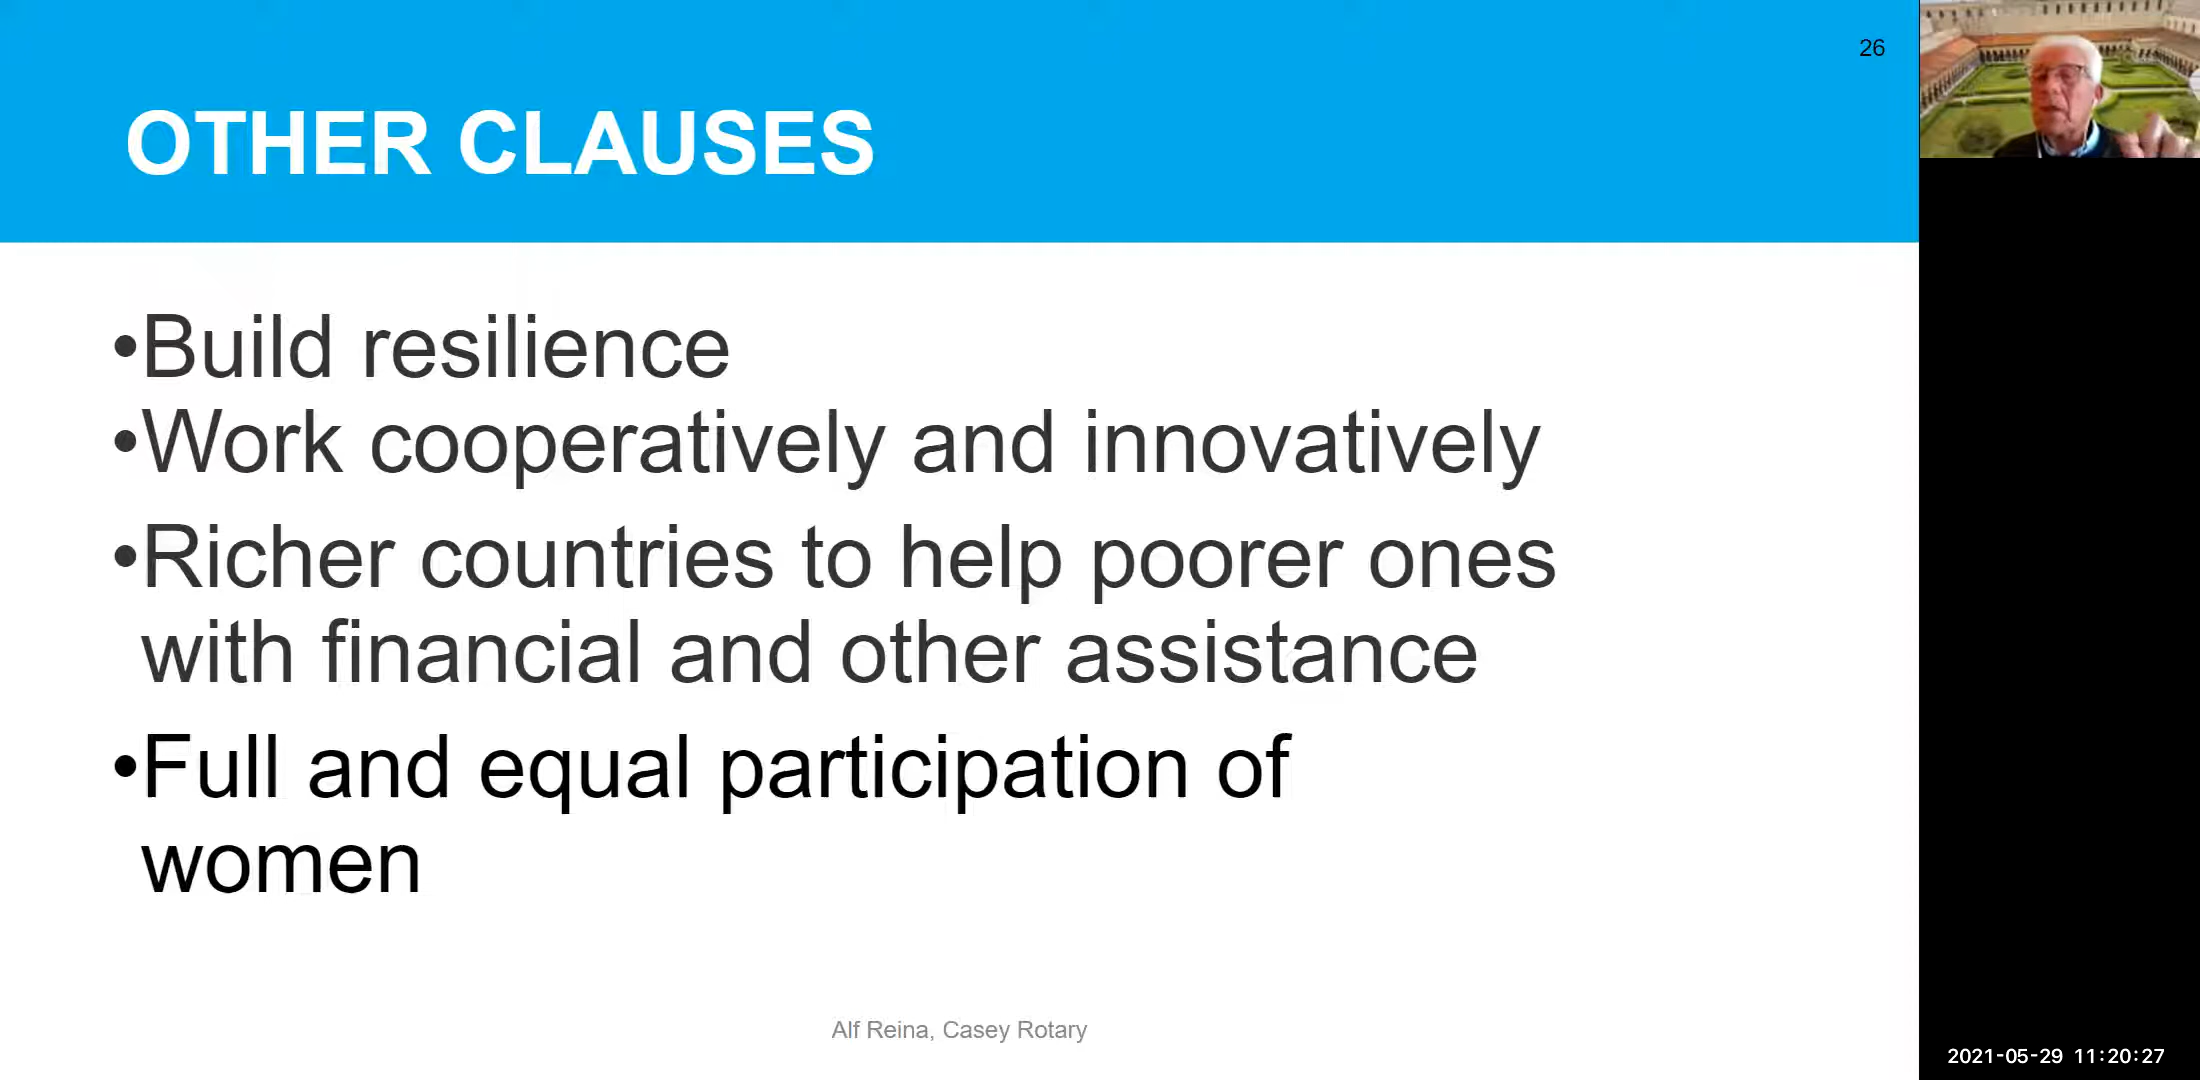 26
OTHER CLAUSES
•Build resilience
•Work cooperatively and innovatively
•Richer countries to help poorer ones
with financial and other assistance
•Full and equal participation of
women
Alf Reina, Casey Rotary
2021-05-29 11:20:27